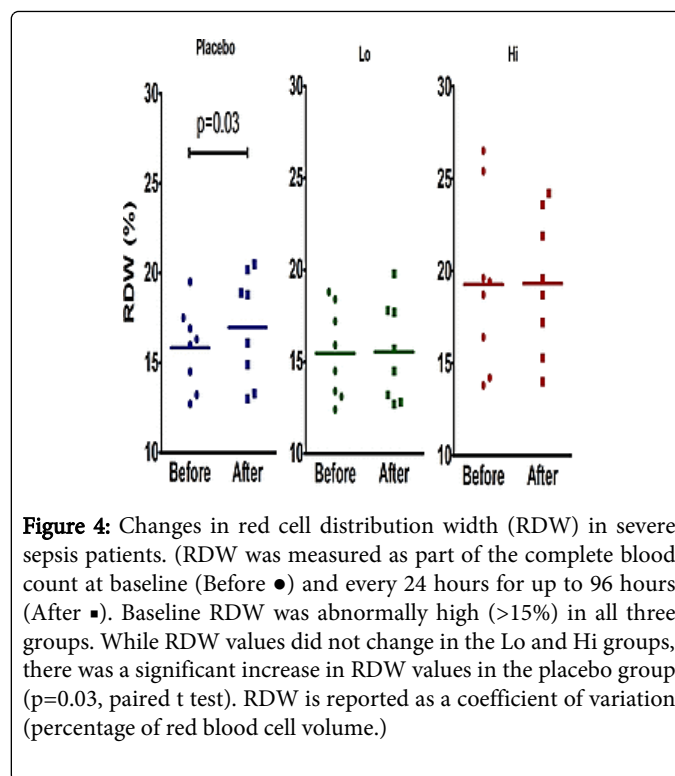 Placebo
Lo
Hi
30
25
20
15
10
RDW (%)
p=0.03
Before After
30
25
20
15
10
Before After
30
25
20
15
10
Before After
Figure 4: Changes in red cell distribution width (RDW) in severe
sepsis patients. (RDW was measured as part of the complete blood
count at baseline (Before ●) and every 24 hours for up to 96 hours
(After ▪). Baseline RDW was abnormally high (>15%) in all three
groups. While RDW values did not change in the Lo and Hi groups,
there was a significant increase in RDW values in the placebo group
(p=0.03, paired t test). RDW is reported as a coefficient of variation
(percentage of red blood cell volume.)